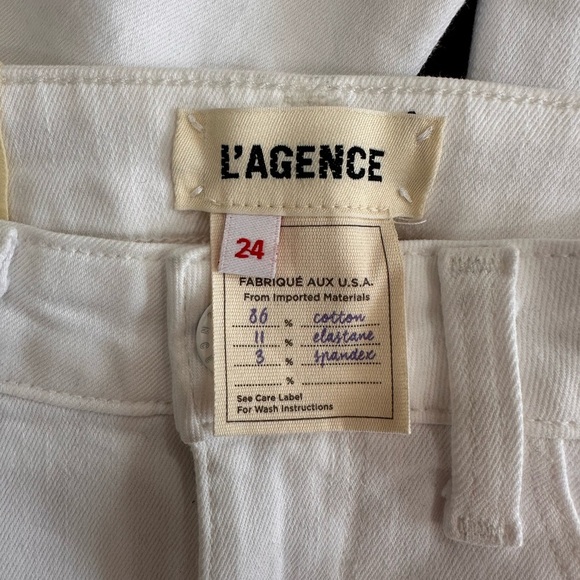 L'AGENCE
24
FABRIQUÉ AUX U.S.A.
From Imported Materials
86 % cotton
11 % elastane
3 % spandex
%
See Care Label
For Wash Instructions